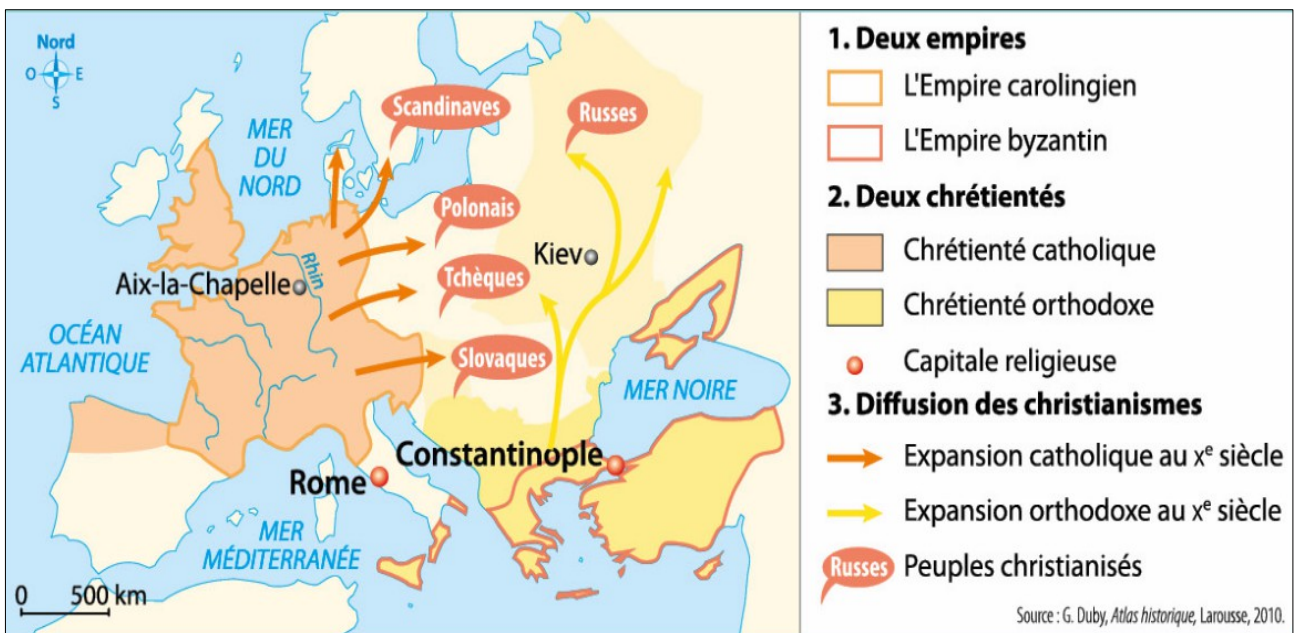 Nord
O
E
S
MER
DU
NORD
Scandinaves
Russes
Polonais
Kiev
Rhin
Aix-la-Chapelle
Tchèques
OCÉAN
ATLANTIQUE
Slovaques
MER NOIRE
Constantinople
Rome
MER
MÉDITERRANÉE
0 500 km
1. Deux empires
L'Empire carolingien
L'Empire byzantin
2. Deux chrétientés
Chrétienté catholique
Chrétienté orthodoxe
Capitale religieuse
3. Diffusion des christianismes
Expansion catholique au Xe siècle
Expansion orthodoxe au Xe siècle
Russes Peuples christianisés
Source : G. Duby, Atlas historique, Larousse, 2010.